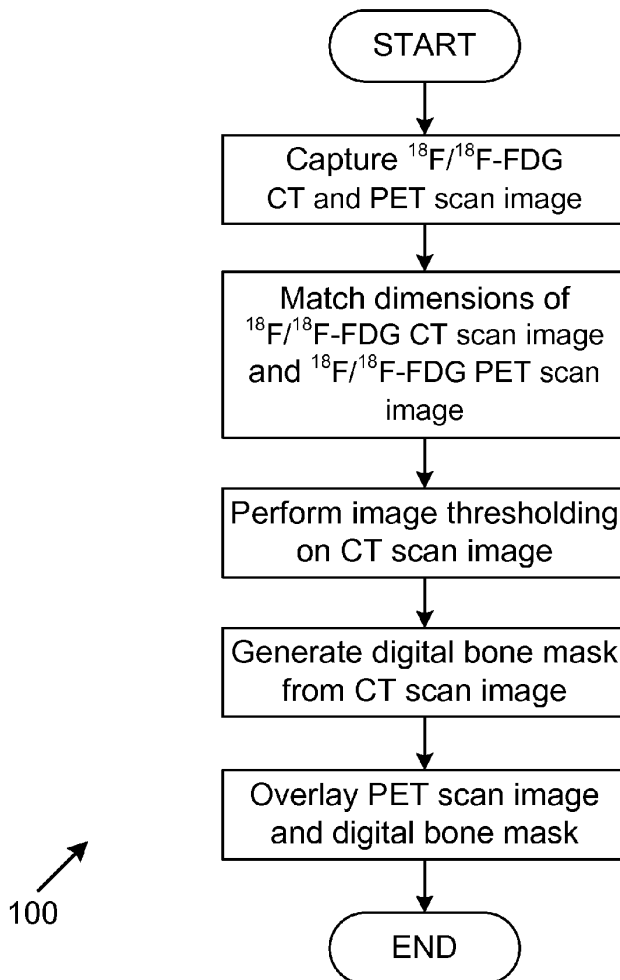 START
Capture ¹⁸F/¹⁸F-FDG
CT and PET scan image
Match dimensions of
¹⁸F/¹⁸F-FDG CT scan image
and ¹⁸F/¹⁸F-FDG PET scan
image
Perform image thresholding
on CT scan image
Generate digital bone mask
from CT scan image
Overlay PET scan image
and digital bone mask
100
END